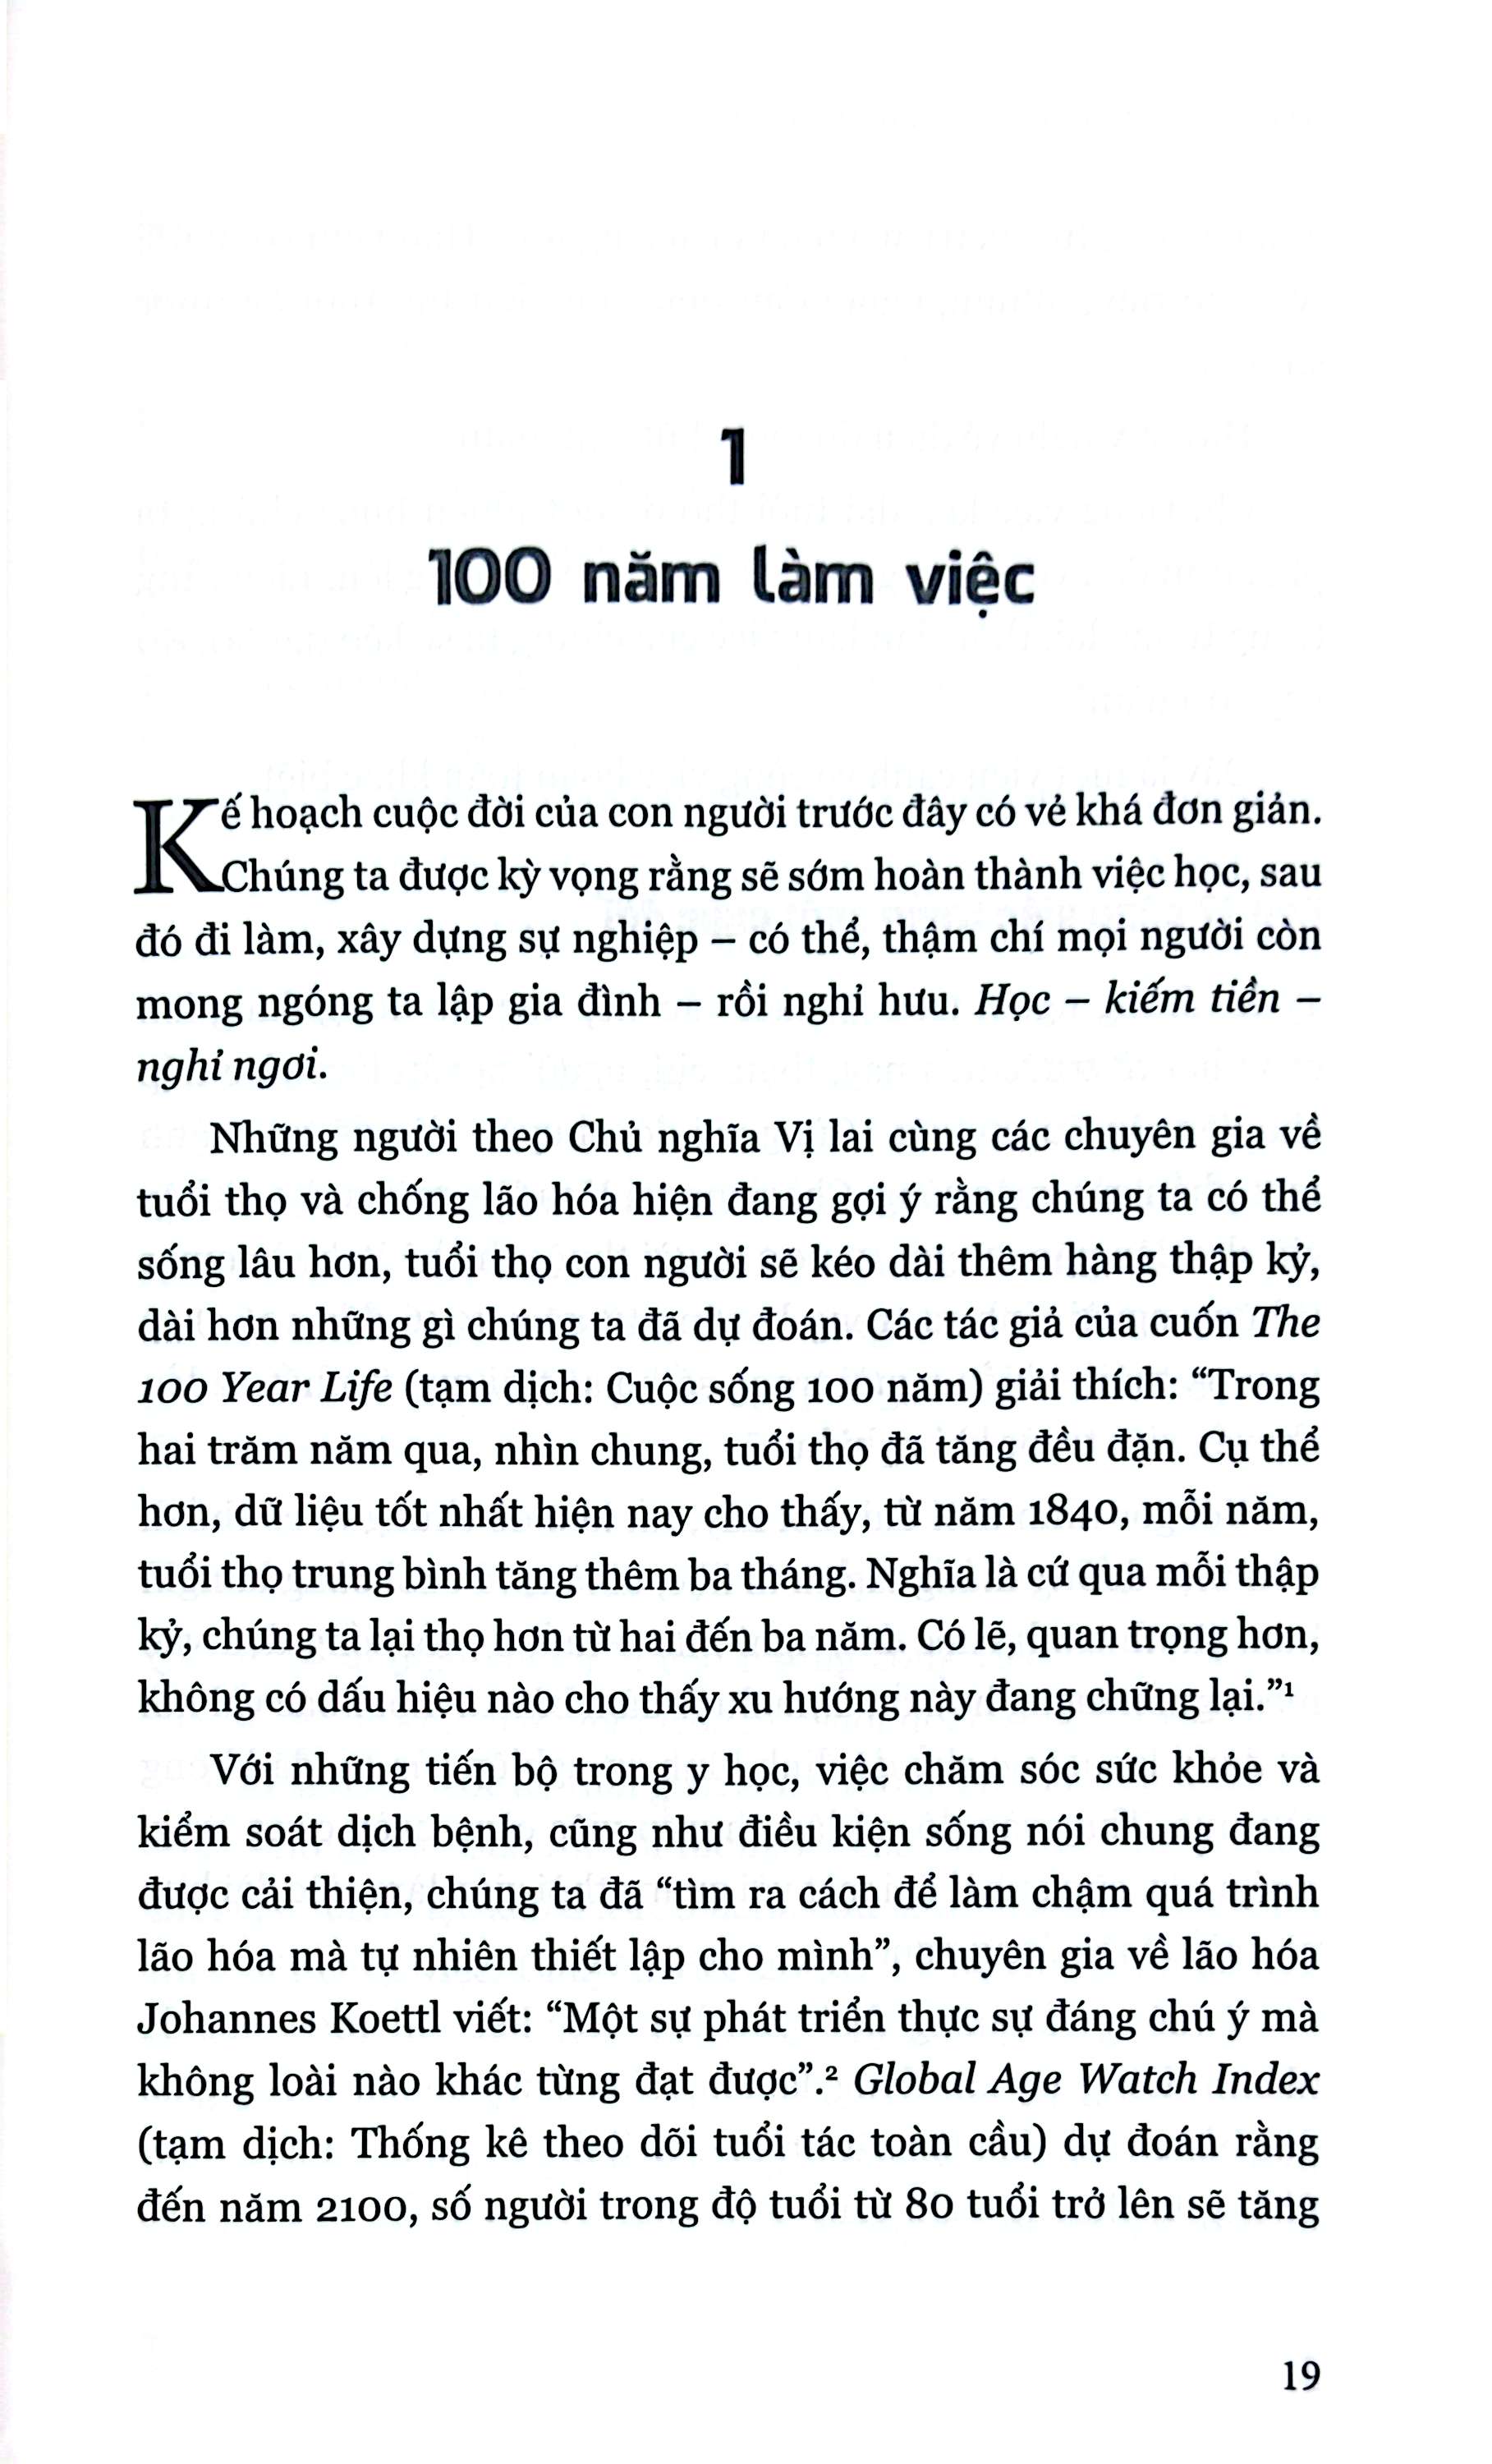 1
100 năm làm việc
Kế hoạch cuộc đời của con người trước đây có vẻ khá đơn giản.
Chúng ta được kỳ vọng rằng sẽ sớm hoàn thành việc học, sau
đó đi làm, xây dựng sự nghiệp – có thể, thậm chí mọi người còn
mong ngóng ta lập gia đình – rồi nghỉ hưu. Học – kiếm tiền –
nghỉ ngơi.
Những người theo Chủ nghĩa Vị lai cùng các chuyên gia về
tuổi thọ và chống lão hóa hiện đang gợi ý rằng chúng ta có thể
sống lâu hơn, tuổi thọ con người sẽ kéo dài thêm hàng thập kỷ,
dài hơn những gì chúng ta đã dự đoán. Các tác giả của cuốn The
100 Year Life (tạm dịch: Cuộc sống 100 năm) giải thích: “Trong
hai trăm năm qua, nhìn chung, tuổi thọ đã tăng đều đặn. Cụ thể
hơn, dữ liệu tốt nhất hiện nay cho thấy, từ năm 1840, mỗi năm,
tuổi thọ trung bình tăng thêm ba tháng. Nghĩa là cứ qua mỗi thập
kỷ, chúng ta lại thọ hơn từ hai đến ba năm. Có lẽ, quan trọng hơn,
không có dấu hiệu nào cho thấy xu hướng này đang chững lại.”¹
Với những tiến bộ trong y học, việc chăm sóc sức khỏe và
kiểm soát dịch bệnh, cũng như điều kiện sống nói chung đang
được cải thiện, chúng ta đã “tìm ra cách để làm chậm quá trình
lão hóa mà tự nhiên thiết lập cho mình”, chuyên gia về lão hóa
Johannes Koettl viết: “Một sự phát triển thực sự đáng chú ý mà
không loài nào khác từng đạt được”.² Global Age Watch Index
(tạm dịch: Thống kê theo dõi tuổi tác toàn cầu) dự đoán rằng
đến năm 2100, số người trong độ tuổi từ 80 tuổi trở lên sẽ tăng
19